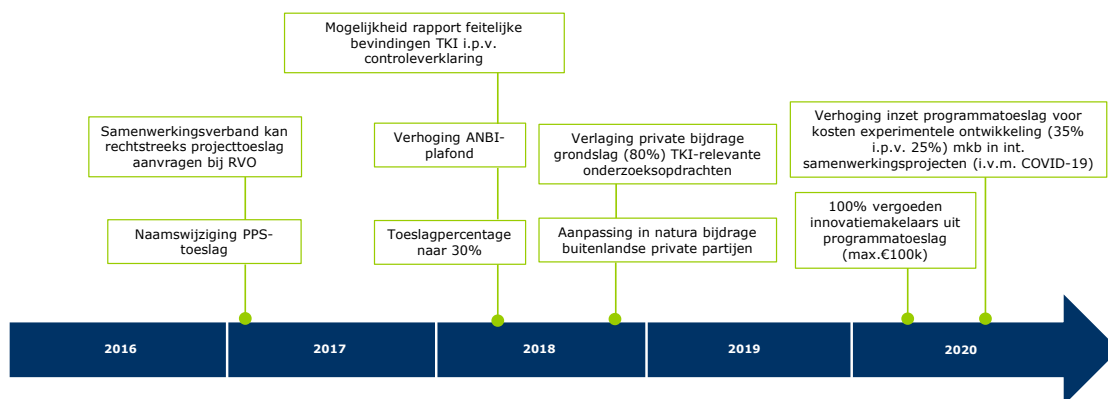 Mogelijkheid rapport feitelijke
bevindingen TKI i.p.v.
controleverklaring
Samenwerkingsverband kan
rechtstreeks projecttoeslag
aanvragen bij RVO
Verhoging ANBI-
plafond
Verlaging private bijdrage
grondslag (80%) TKI-relevante
onderzoeksopdrachten
Verhoging inzet programmatoeslag voor
kosten experimentele ontwikkeling (35%
i.p.v. 25%) mkb in int.
samenwerkingsprojecten (i.v.m. COVID-19)
Naamswijziging PPS-
toeslag
Toeslagpercentage
naar 30%
Aanpassing in natura bijdrage
buitenlandse private partijen
100% vergoeden
innovatiemakelaars uit
programmatoeslag
(max.€100k)
2016
2017
2018
2019
2020